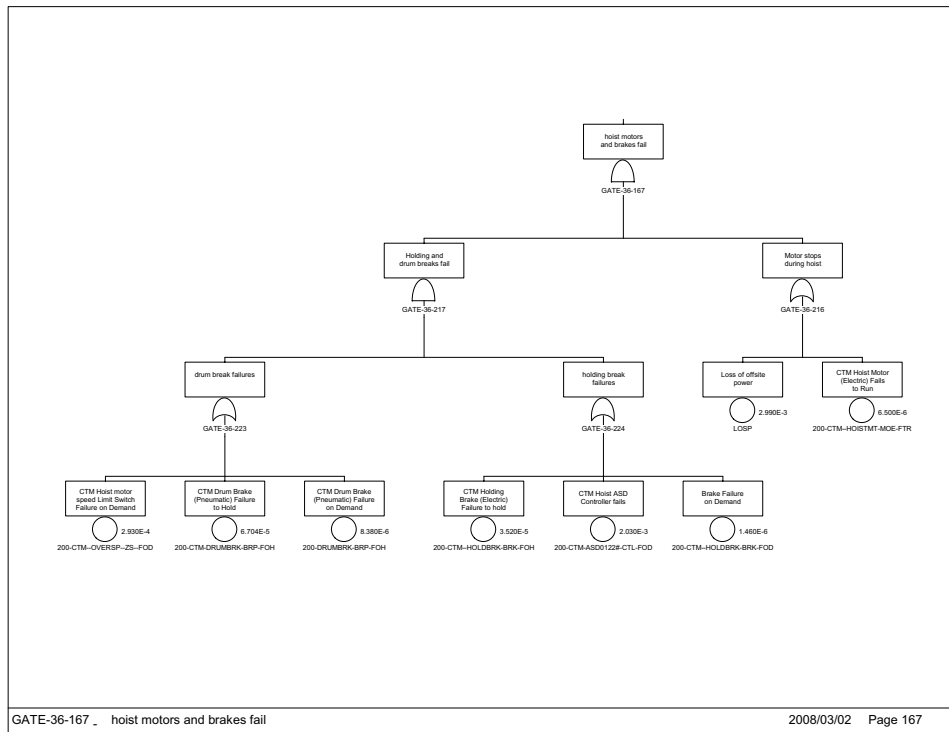 hoist motors
and brakes fail
GATE-36-167
Holding and
drum breaks fail
GATE-36-217
Motor stops
during hoist
GATE-36-216
drum break failures
GATE-36-223
holding break
failures
GATE-36-224
Loss of offsite
power
2.990E-3
LOSP
CTM Hoist Motor
(Electric) Fails
to Run
6.500E-6
200-CTM--HOISTMT-MOE-FTR
CTM Hoist motor
speed Limit Switch
Failure on Demand
2.930E-4
200-CTM--OVERSP--ZS--FOD
CTM Drum Brake
(Pneumatic) Failure
to Hold
6.704E-5
200-CTM-DRUMBRK-BRP-FOH
CTM Drum Brake
(Pneumatic) Failure
on Demand
8.380E-6
200-DRUMBRK-BRP-FOH
CTM Holding
Brake (Electric)
Failure to hold
3.520E-5
200-CTM--HOLDBRK-BRK-FOH
CTM Hoist ASD
Controller fails
2.030E-3
200-CTM-ASD0122#-CTL-FOD
Brake Failure
on Demand
1.460E-6
200-CTM--HOLDBRK-BRK-FOD
GATE-36-167 - hoist motors and brakes fail
2008/03/02 Page 167